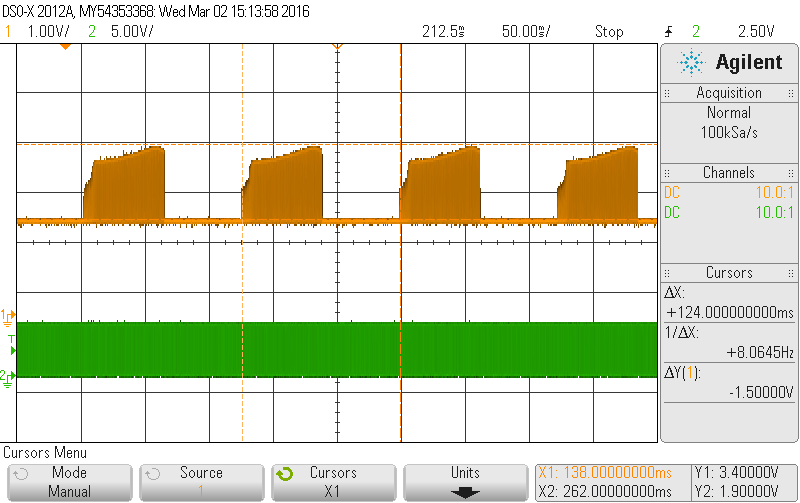 DSO-X 2012A, MY54353368: Wed Mar 02 15:13:58 2016
1 1.00V/ 2 5.00V/ 212.5ms 50.00ms/ Stop 2 2.50V
Agilent
Acquisition
Normal
100kSa/s
Channels
DC 10.0:1
DC 10.0:1
Cursors
ΔX:
+124.000000000ms
1/ΔX:
+8.0645Hz
ΔY(1):
-1.50000V
1
T
2
Cursors Menu
Mode
Manual
Source
1
Cursors
X1
Units
X1: 138.00000000ms
X2: 262.00000000ms
Y1: 3.40000V
Y2: 1.90000V